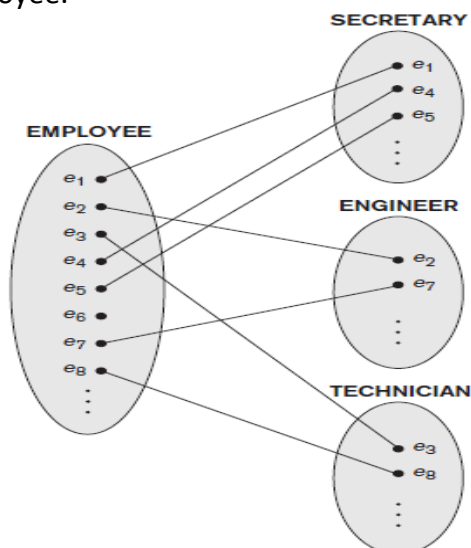 SECRETARY
e1
e4
e5
EMPLOYEE
e1
e2
e3
e4
e5
e6
e7
e8
ENGINEER
e2
e7
TECHNICIAN
e3
e8